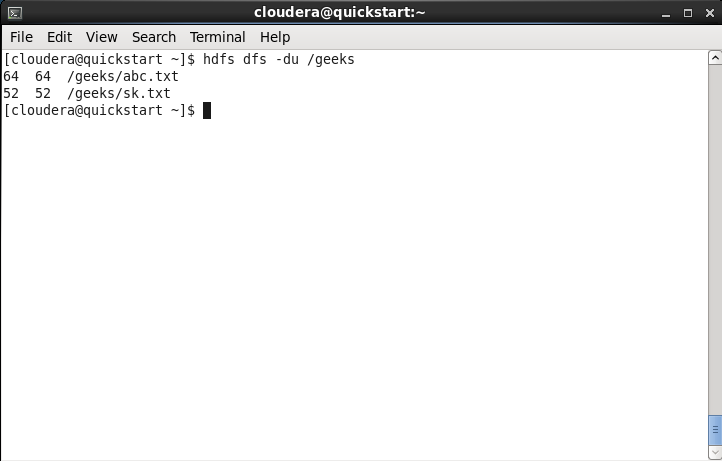 cloudera@quickstart:~
File Edit View Search Terminal Help
[cloudera@quickstart ~]$ hdfs dfs -du /geeks
64  64  /geeks/abc.txt
52  52  /geeks/sk.txt
[cloudera@quickstart ~]$